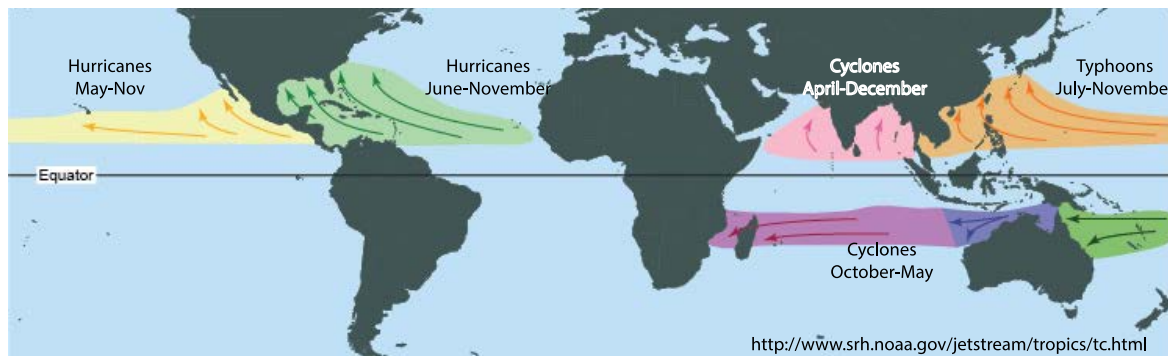 Hurricanes
May-Nov
Hurricanes
June-November
Cyclones
April-December
Typhoons
July-November
Equator
Cyclones
October-May
http://www.srh.noaa.gov/jetstream/tropics/tc.html